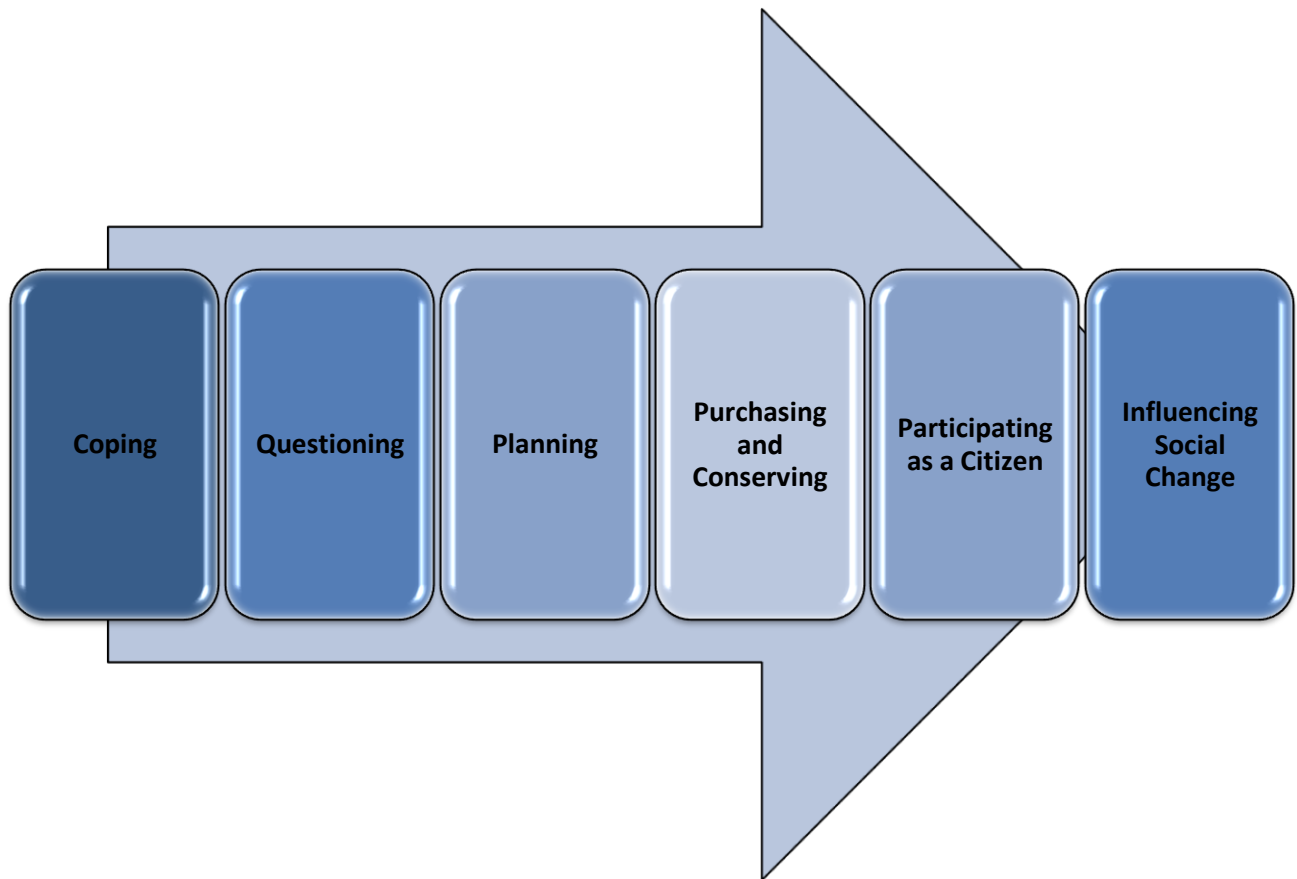 Coping
Questioning
Planning
Purchasing
and
Conserving
Participating
as a Citizen
Influencing
Social
Change